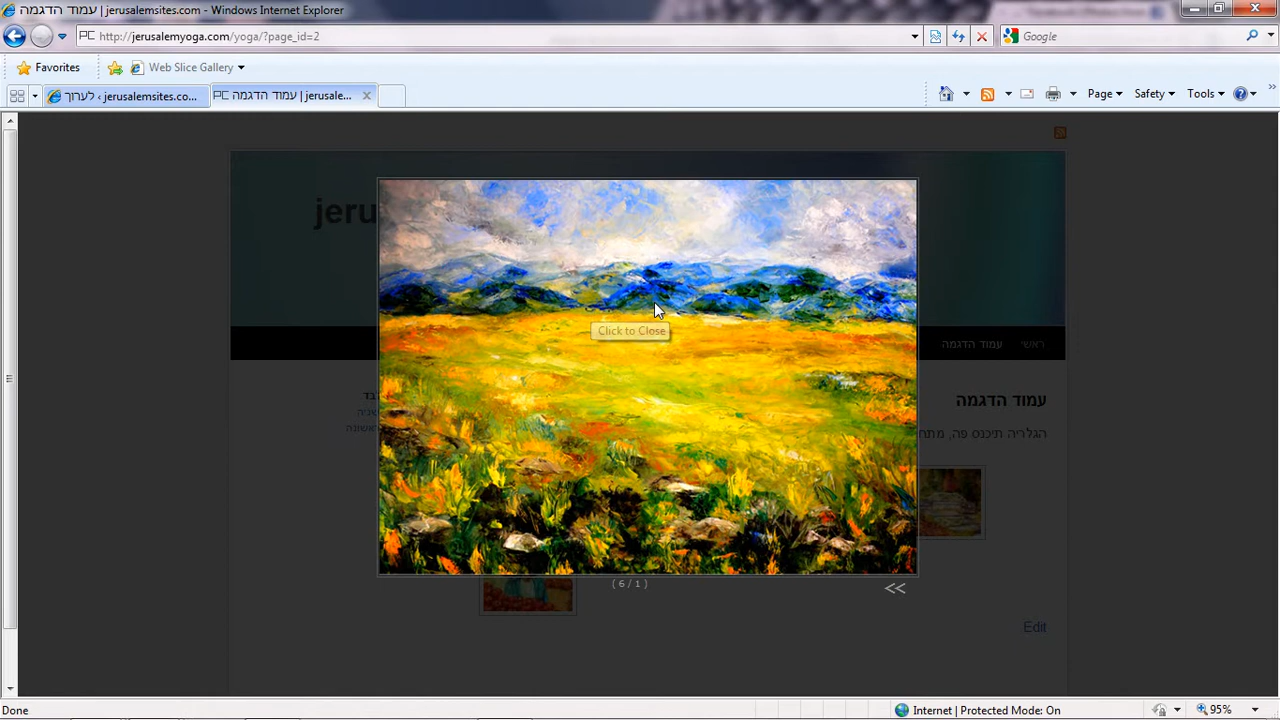 עמוד הדגמה | jerusalemsites.com - Windows Internet Explorer
http://jerusalemyoga.com/yoga/?page_id=2
Google
Favorites
Web Slice Gallery
לערוך ‹ jerusalemsites.co...
עמוד הדגמה | jerusale...
Page
Safety
Tools
jeru
ראשי
עמוד הדגמה
Click to Close
עמוד הדגמה
הגלריה תיכנס פה, מתח
( 6 / 1 )
<<
Edit
Done
Internet | Protected Mode: On
95%